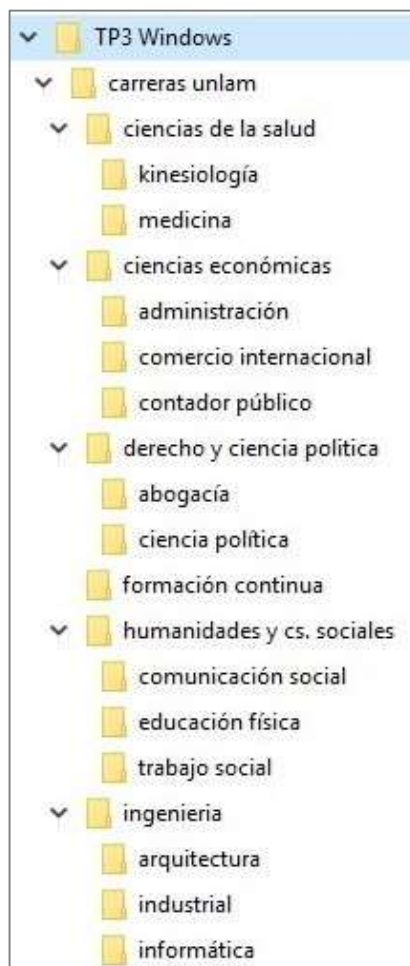 TP3 Windows
carreras unlam
ciencias de la salud
kinesiología
medicina
ciencias económicas
administración
comercio internacional
contador público
derecho y ciencia politica
abogacía
ciencia política
formación continua
humanidades y cs. sociales
comunicación social
educación física
trabajo social
ingenieria
arquitectura
industrial
informática